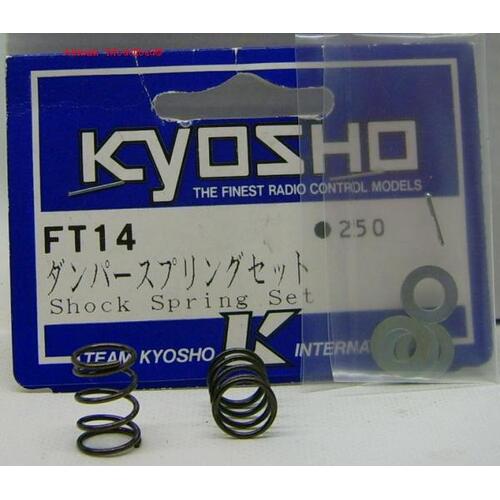 KYOSHO
THE FINEST RADIO CONTROL MODELS
FT14
●250
ダンパースプリングセット
Shock Spring Set
TEAM KYOSHO K INTERNAT